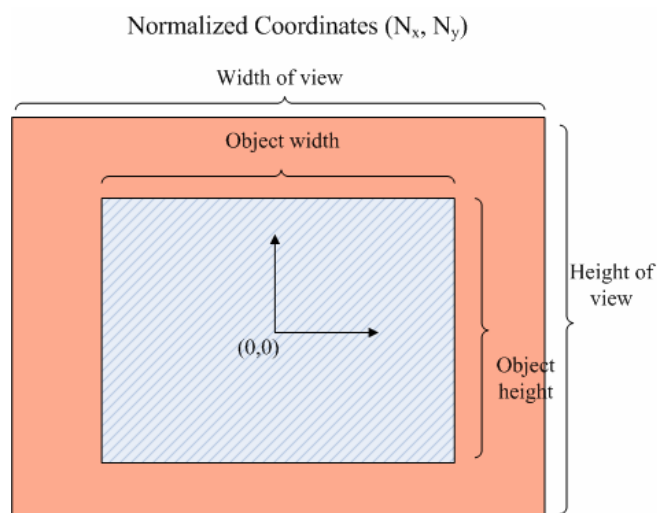 Normalized Coordinates (Nx, Ny)
Width of view
Object width
Height of
view
(0,0)
Object
height